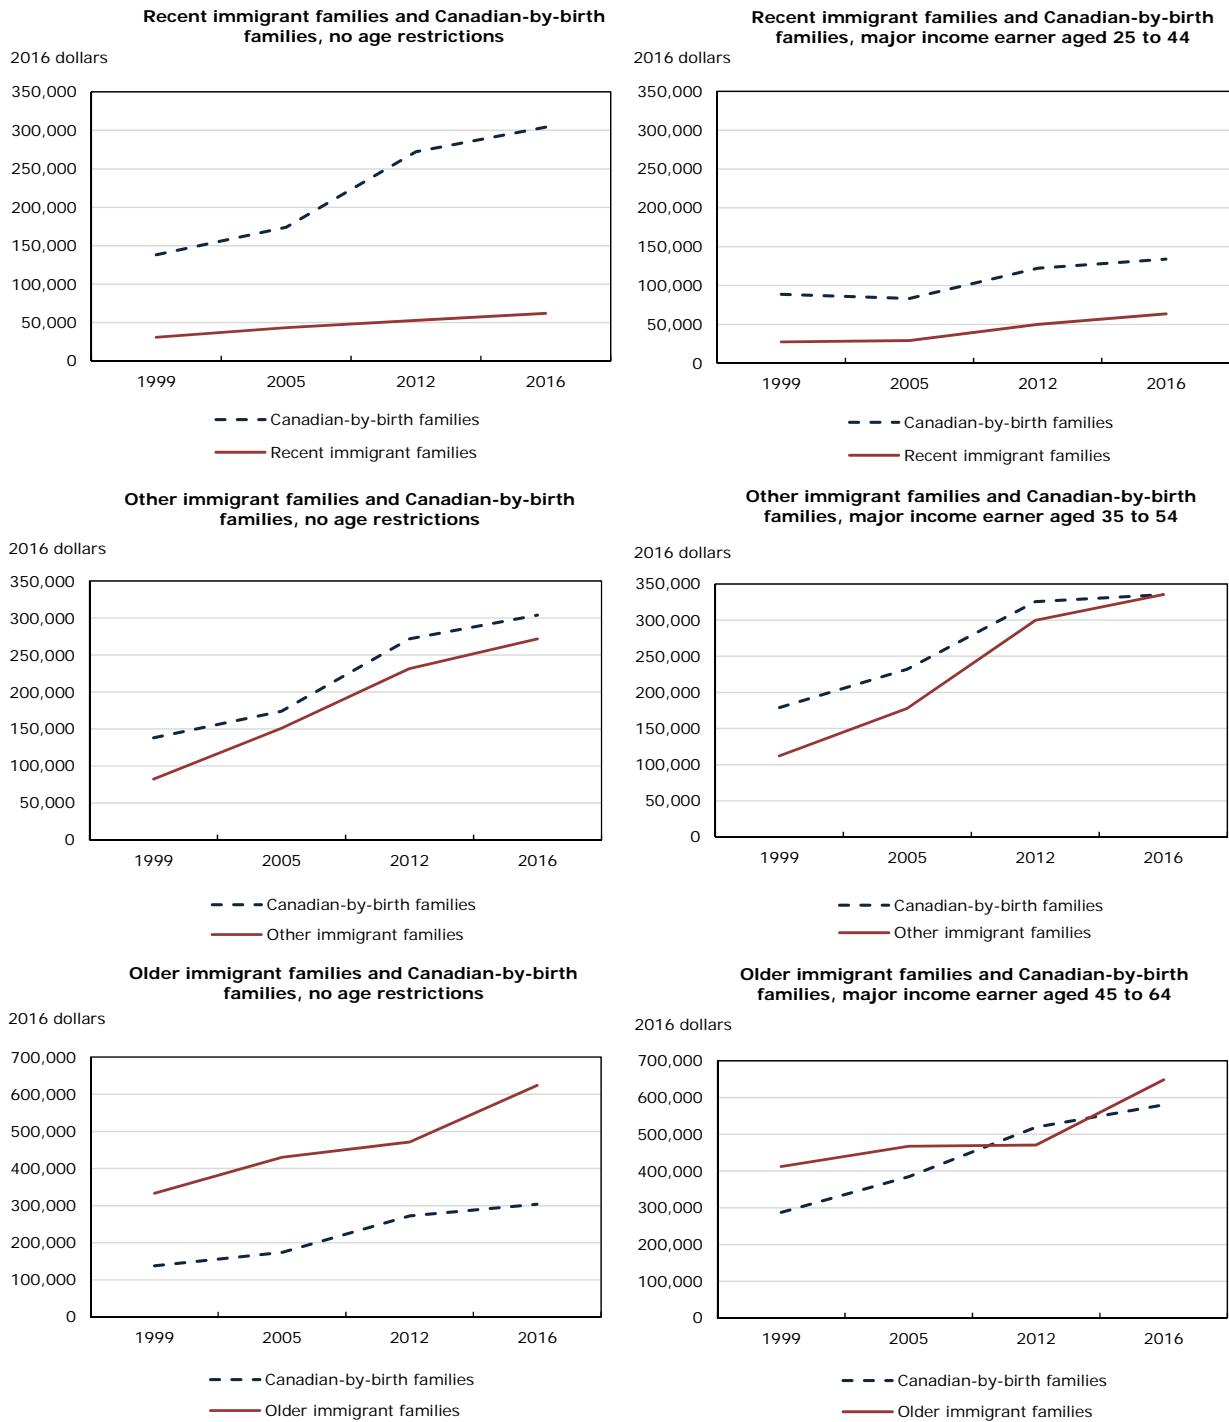 Recent immigrant families and Canadian-by-birth
families, no age restrictions
2016 dollars
350,000
300,000
250,000
200,000
150,000
100,000
50,000
0
1999
2005
2012
2016
Canadian-by-birth families
Recent immigrant families
Recent immigrant families and Canadian-by-birth
families, major income earner aged 25 to 44
2016 dollars
350,000
300,000
250,000
200,000
150,000
100,000
50,000
0
1999
2005
2012
2016
Canadian-by-birth families
Recent immigrant families
Other immigrant families and Canadian-by-birth
families, no age restrictions
2016 dollars
350,000
300,000
250,000
200,000
150,000
100,000
50,000
0
1999
2005
2012
2016
Canadian-by-birth families
Other immigrant families
Other immigrant families and Canadian-by-birth
families, major income earner aged 35 to 54
2016 dollars
350,000
300,000
250,000
200,000
150,000
100,000
50,000
0
1999
2005
2012
2016
Canadian-by-birth families
Other immigrant families
Older immigrant families and Canadian-by-birth
families, no age restrictions
2016 dollars
700,000
600,000
500,000
400,000
300,000
200,000
100,000
0
1999
2005
2012
2016
Canadian-by-birth families
Older immigrant families
Older immigrant families and Canadian-by-birth
families, major income earner aged 45 to 64
2016 dollars
700,000
600,000
500,000
400,000
300,000
200,000
100,000
0
1999
2005
2012
2016
Canadian-by-birth families
Older immigrant families